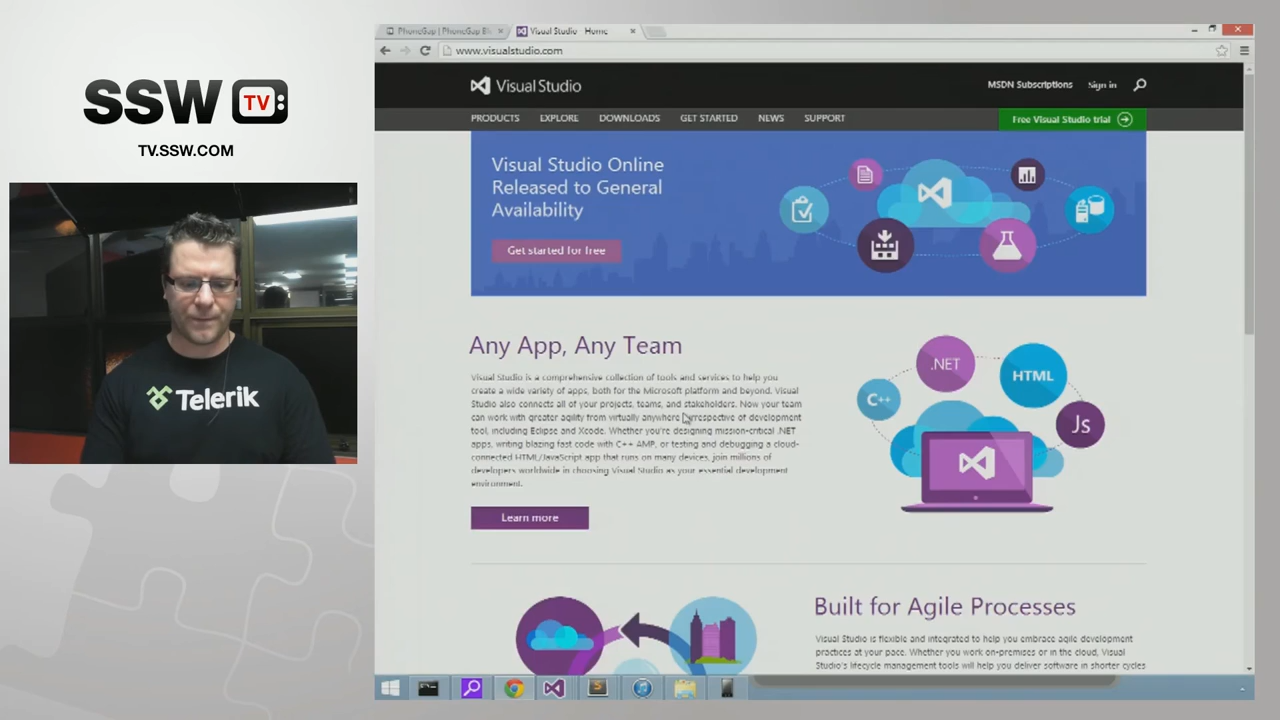 SSW TV
TV.SSW.COM
Telerik
PhoneGap | PhoneGap Bl
Visual Studio - Home
www.visualstudio.com
Visual Studio
MSDN Subscriptions
Sign in
PRODUCTS
EXPLORE
DOWNLOADS
GET STARTED
NEWS
SUPPORT
Free Visual Studio trial
Visual Studio Online
Released to General
Availability
Get started for free
Any App, Any Team
Visual Studio is a comprehensive collection of tools and services to help you
create a wide variety of apps, both for the Microsoft platform and beyond. Visual
Studio also connects all of your projects, teams, and stakeholders. Now your team
can work with greater agility from virtually anywhere irrespective of development
tool, including Eclipse and Xcode. Whether you're designing mission-critical .NET
apps, writing blazing fast code with C++ AMP, or testing and debugging a cloud-
connected HTML/JavaScript app that runs on many devices, join millions of
developers worldwide in choosing Visual Studio as your essential development
environment.
Learn more
.NET
HTML
C++
Js
Built for Agile Processes
Visual Studio is flexible and integrated to help you embrace agile development
practices at your pace. Whether you work on-premises or in the cloud, Visual
Studio's lifecycle management tools will help you deliver software in shorter cycles